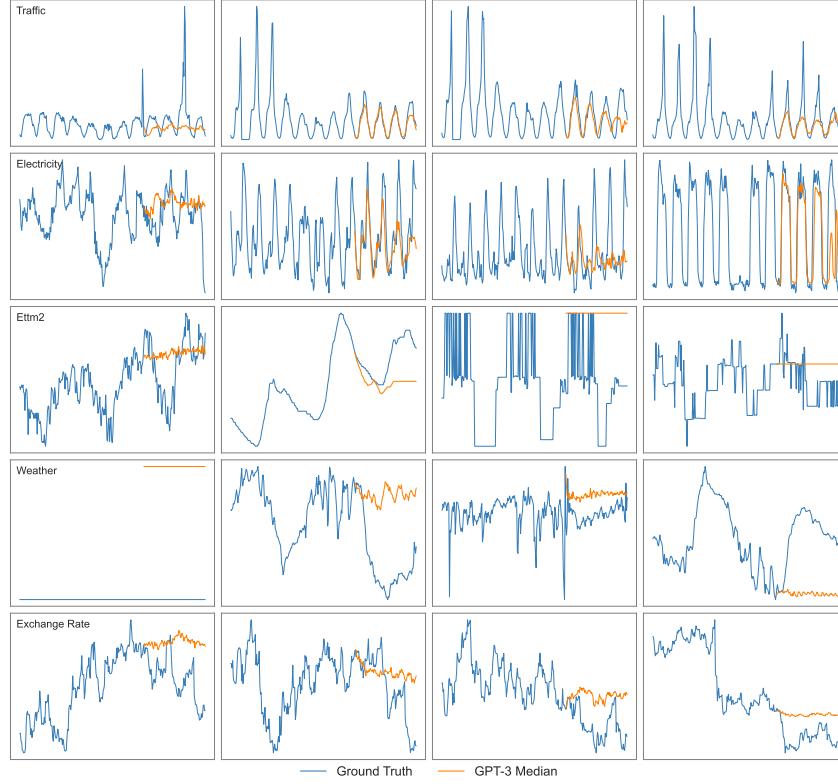 Traffic
Electricity
Ettm2
Weather
Exchange Rate
Ground Truth GPT-3 Median